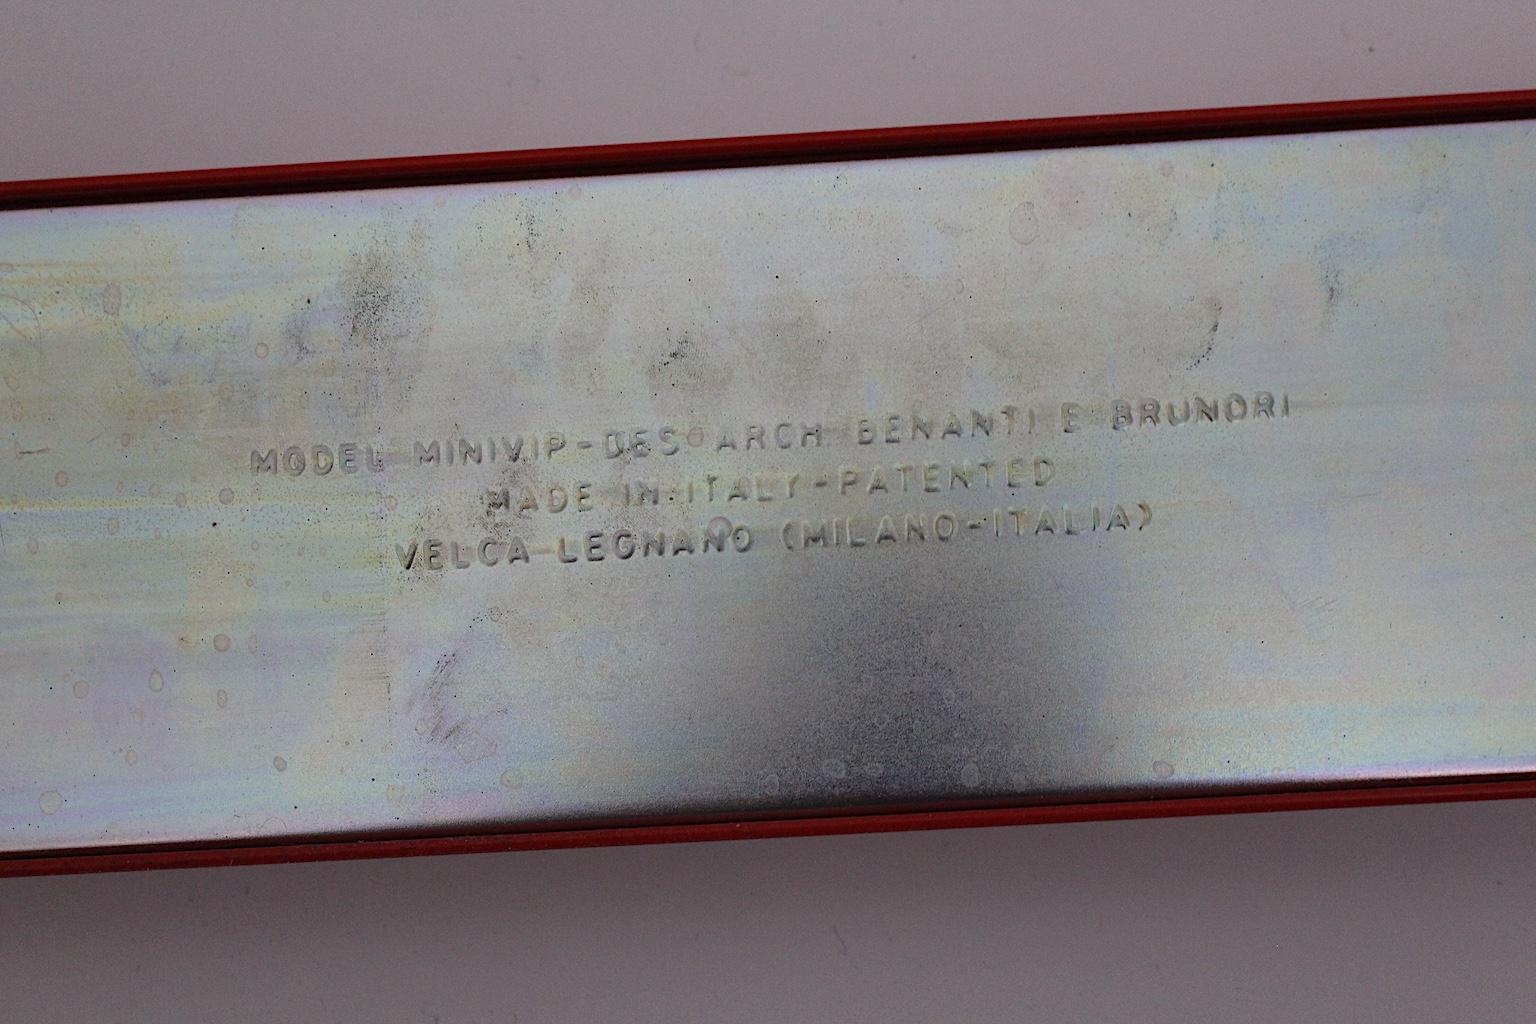 MODEL MINIVIP-DES ARCH BENANTI E BRUNORI
MADE IN ITALY-PATENTED
VELCA LEGNANO (MILANO-ITALIA)